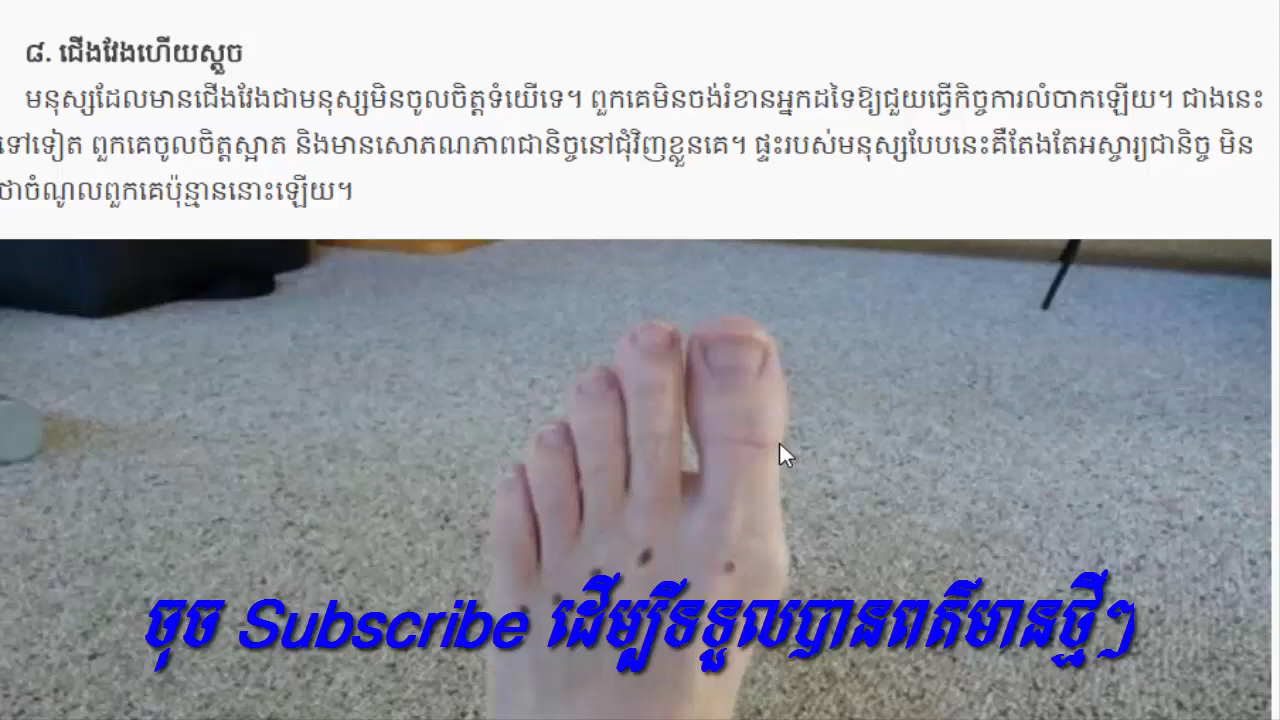 ៨. ជើងវែងហើយស្តួច
មនុស្សដែលមានជើងវែងជាមនុស្សមិនចូលចិត្តទំយើទេ។ ពួកគេមិនចង់រំខានអ្នកដទៃឱ្យជួយធ្វើកិច្ចការលំបាកឡើយ។ ជាងនេះ
ទៅទៀត ពួកគេចូលចិត្តស្អាត និងមានសោភណភាពជានិច្ចនៅជុំវិញខ្លួនគេ។ ផ្ទះរបស់មនុស្សបែបនេះគឺតែងតែអស្ចារ្យជានិច្ច មិន
ថាចំណូលពួកគេប៉ុន្មាននោះឡើយ។
ចុច Subscribe ដើម្បីទទួលបានពត៌មានថ្មីៗ